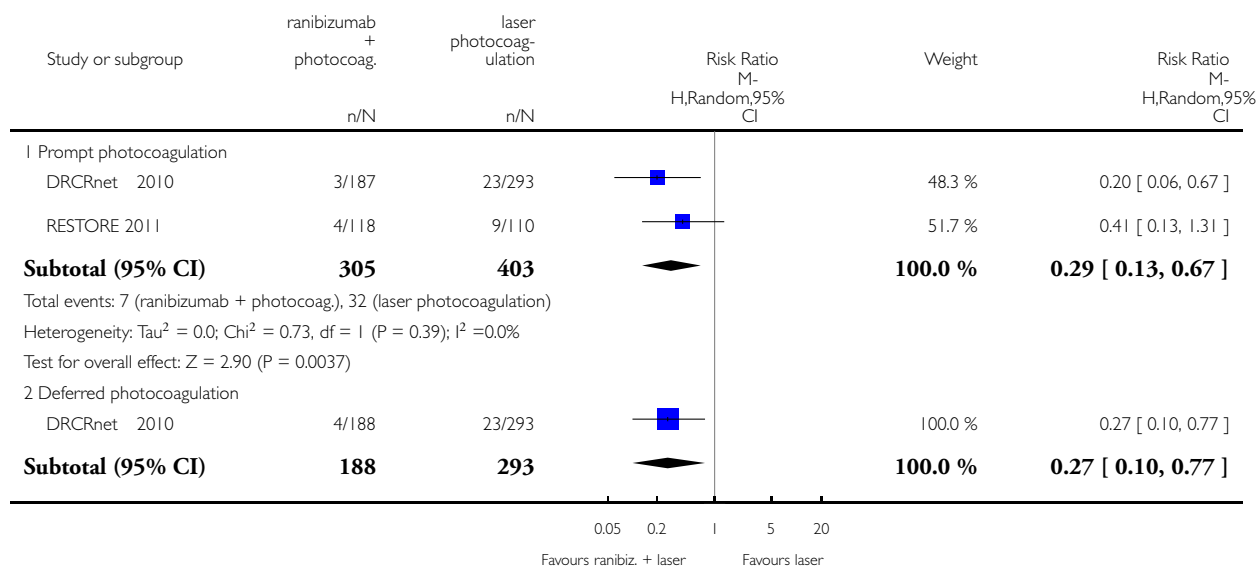 Study or subgroup ranibizumab + photocoag. laser photocoag- ulation Risk Ratio Weight Risk Ratio
n/N n/N M- H,Random,95% CI M- H,Random,95% CI
1 Prompt photocoagulation
DRCRnet 2010 3/187 23/293 48.3 % 0.20 [ 0.06, 0.67 ]
RESTORE 2011 4/118 9/110 51.7 % 0.41 [ 0.13, 1.31 ]
Subtotal (95% CI) 305 403 100.0 % 0.29 [ 0.13, 0.67 ]
Total events: 7 (ranibizumab + photocoag.), 32 (laser photocoagulation)
Heterogeneity: Tau² = 0.0; Chi² = 0.73, df = 1 (P = 0.39); I² =0.0%
Test for overall effect: Z = 2.90 (P = 0.0037)
2 Deferred photocoagulation
DRCRnet 2010 4/188 23/293 100.0 % 0.27 [ 0.10, 0.77 ]
Subtotal (95% CI) 188 293 100.0 % 0.27 [ 0.10, 0.77 ]
0.05 0.2 1 5 20
Favours ranibiz. + laser Favours laser